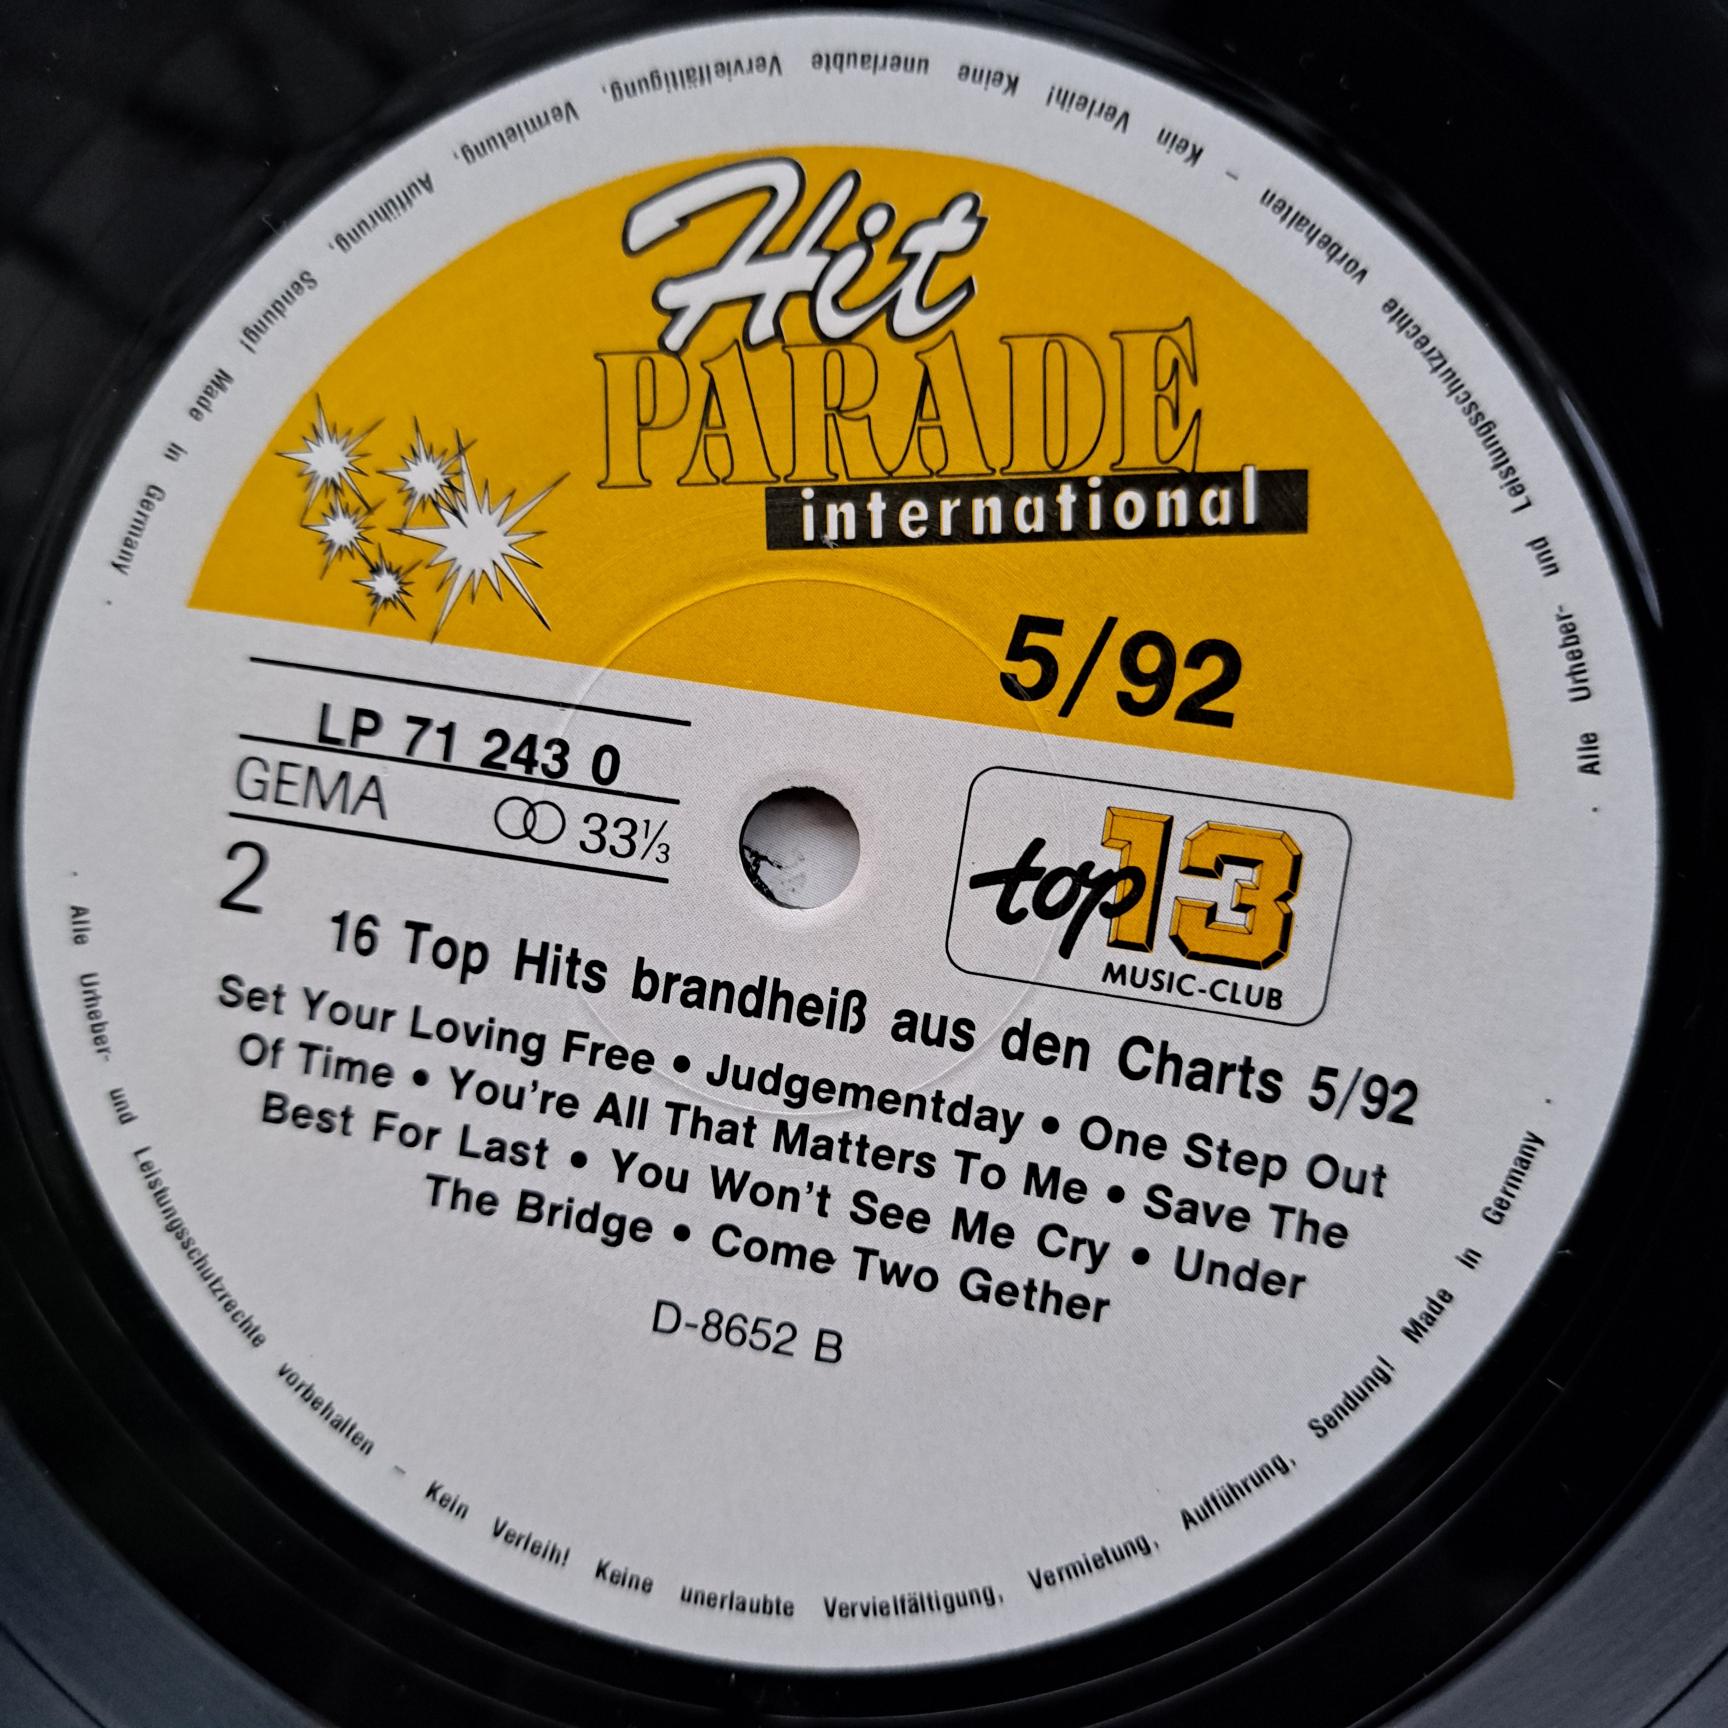 Hit
PARADE
international
5/92
LP 71 243 0
GEMA 33⅓
2
top 13
MUSIC-CLUB
16 Top Hits brandheiß aus den Charts 5/92
Set Your Loving Free • Judgementday • One Step Out
Of Time • You're All That Matters To Me • Save The
Best For Last • You Won't See Me Cry • Under
The Bridge • Come Two Gether
D-8652 B
. Alle Urheber- und Leistungsschutzrechte vorbehalten – Kein Verleih! Keine unerlaubte Vervielfältigung, Vermietung, Aufführung, Sendung! Made in Germany .
. Alle Urheber- und Leistungsschutzrechte vorbehalten – Kein Verleih! Keine unerlaubte Vervielfältigung, Vermietung, Aufführung, Sendung! Made in Germany .